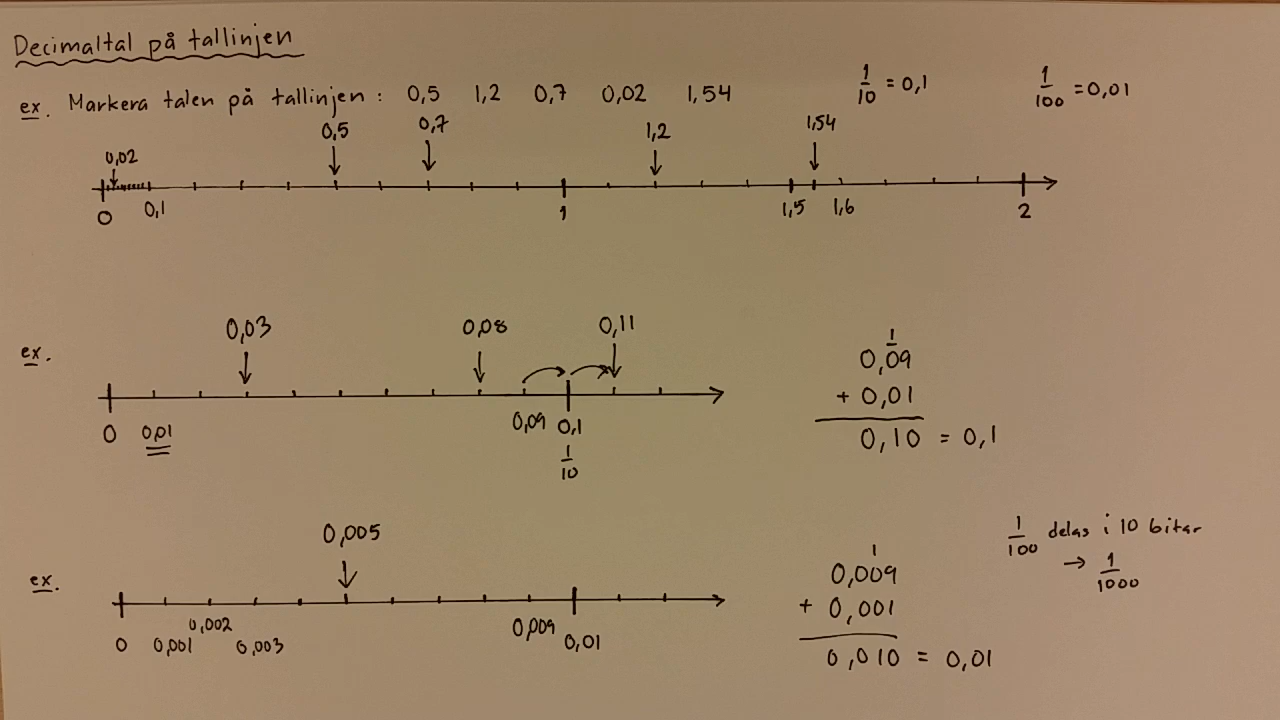 Decimaltal på tallinjen
ex. Markera talen på tallinjen : 0,5 1,2 0,7 0,02 1,54
1/10 = 0,1
1/100 = 0,01
0,02 0,5 0,7 1,2 1,54
0 0,1 1 1,5 1,6 2
ex.
0,03 0,08 0,11
0 0,01 0,09 0,1
1/10
1
0,09
+ 0,01
0,10 = 0,1
ex.
0,005
0 0,001 0,002 0,003 0,009 0,01
1
0,009
+ 0,001
0,010 = 0,01
1/100 delas i 10 bitar
→ 1/1000